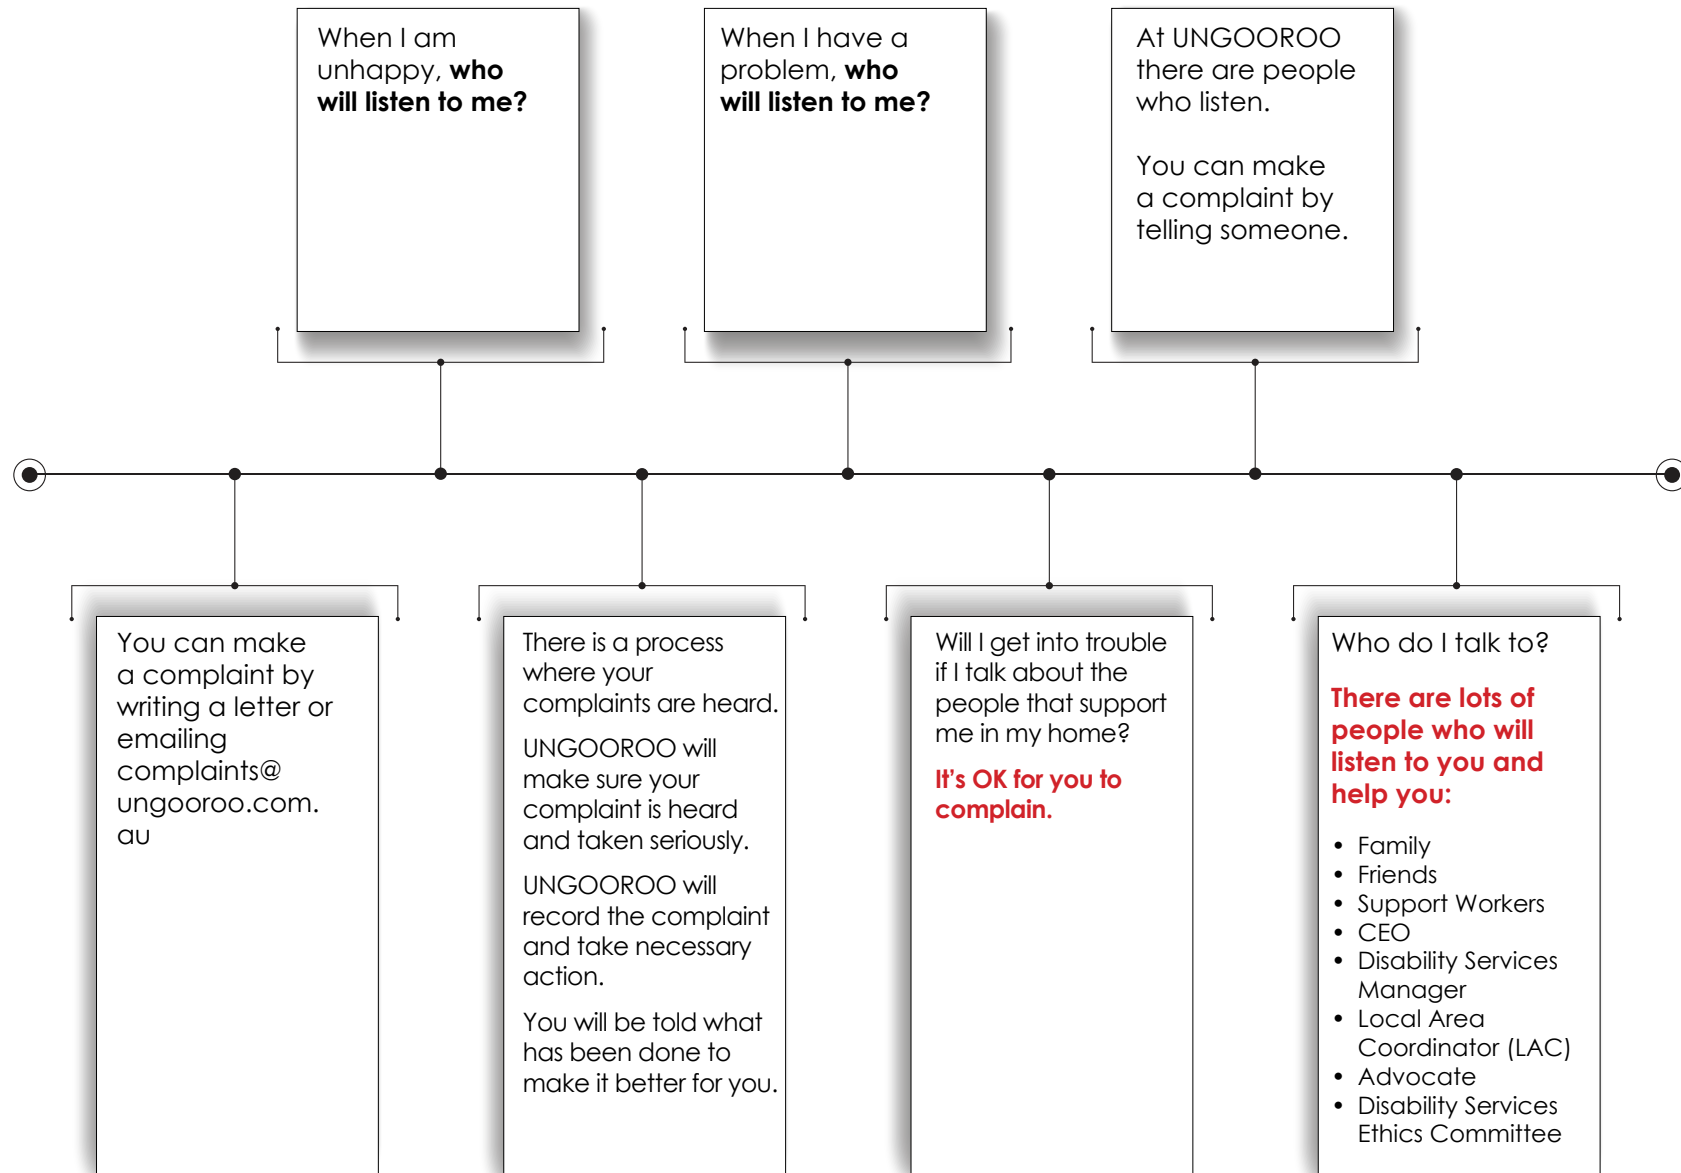 When I am
unhappy, who
will listen to me?
When I have a
problem, who
will listen to me?
At UNGOOROO
there are people
who listen.
You can make
a complaint by
telling someone.
You can make
a complaint by
writing a letter or
emailing
complaints@
ungooroo.com.
au
There is a process
where your
complaints are heard.
UNGOOROO will
make sure your
complaint is heard
and taken seriously.
UNGOOROO will
record the complaint
and take necessary
action.
You will be told what
has been done to
make it better for you.
Will I get into trouble
if I talk about the
people that support
me in my home?
It's OK for you to
complain.
Who do I talk to?
There are lots of
people who will
listen to you and
help you:
• Family
• Friends
• Support Workers
• CEO
• Disability Services
Manager
• Local Area
Coordinator (LAC)
• Advocate
• Disability Services
Ethics Committee